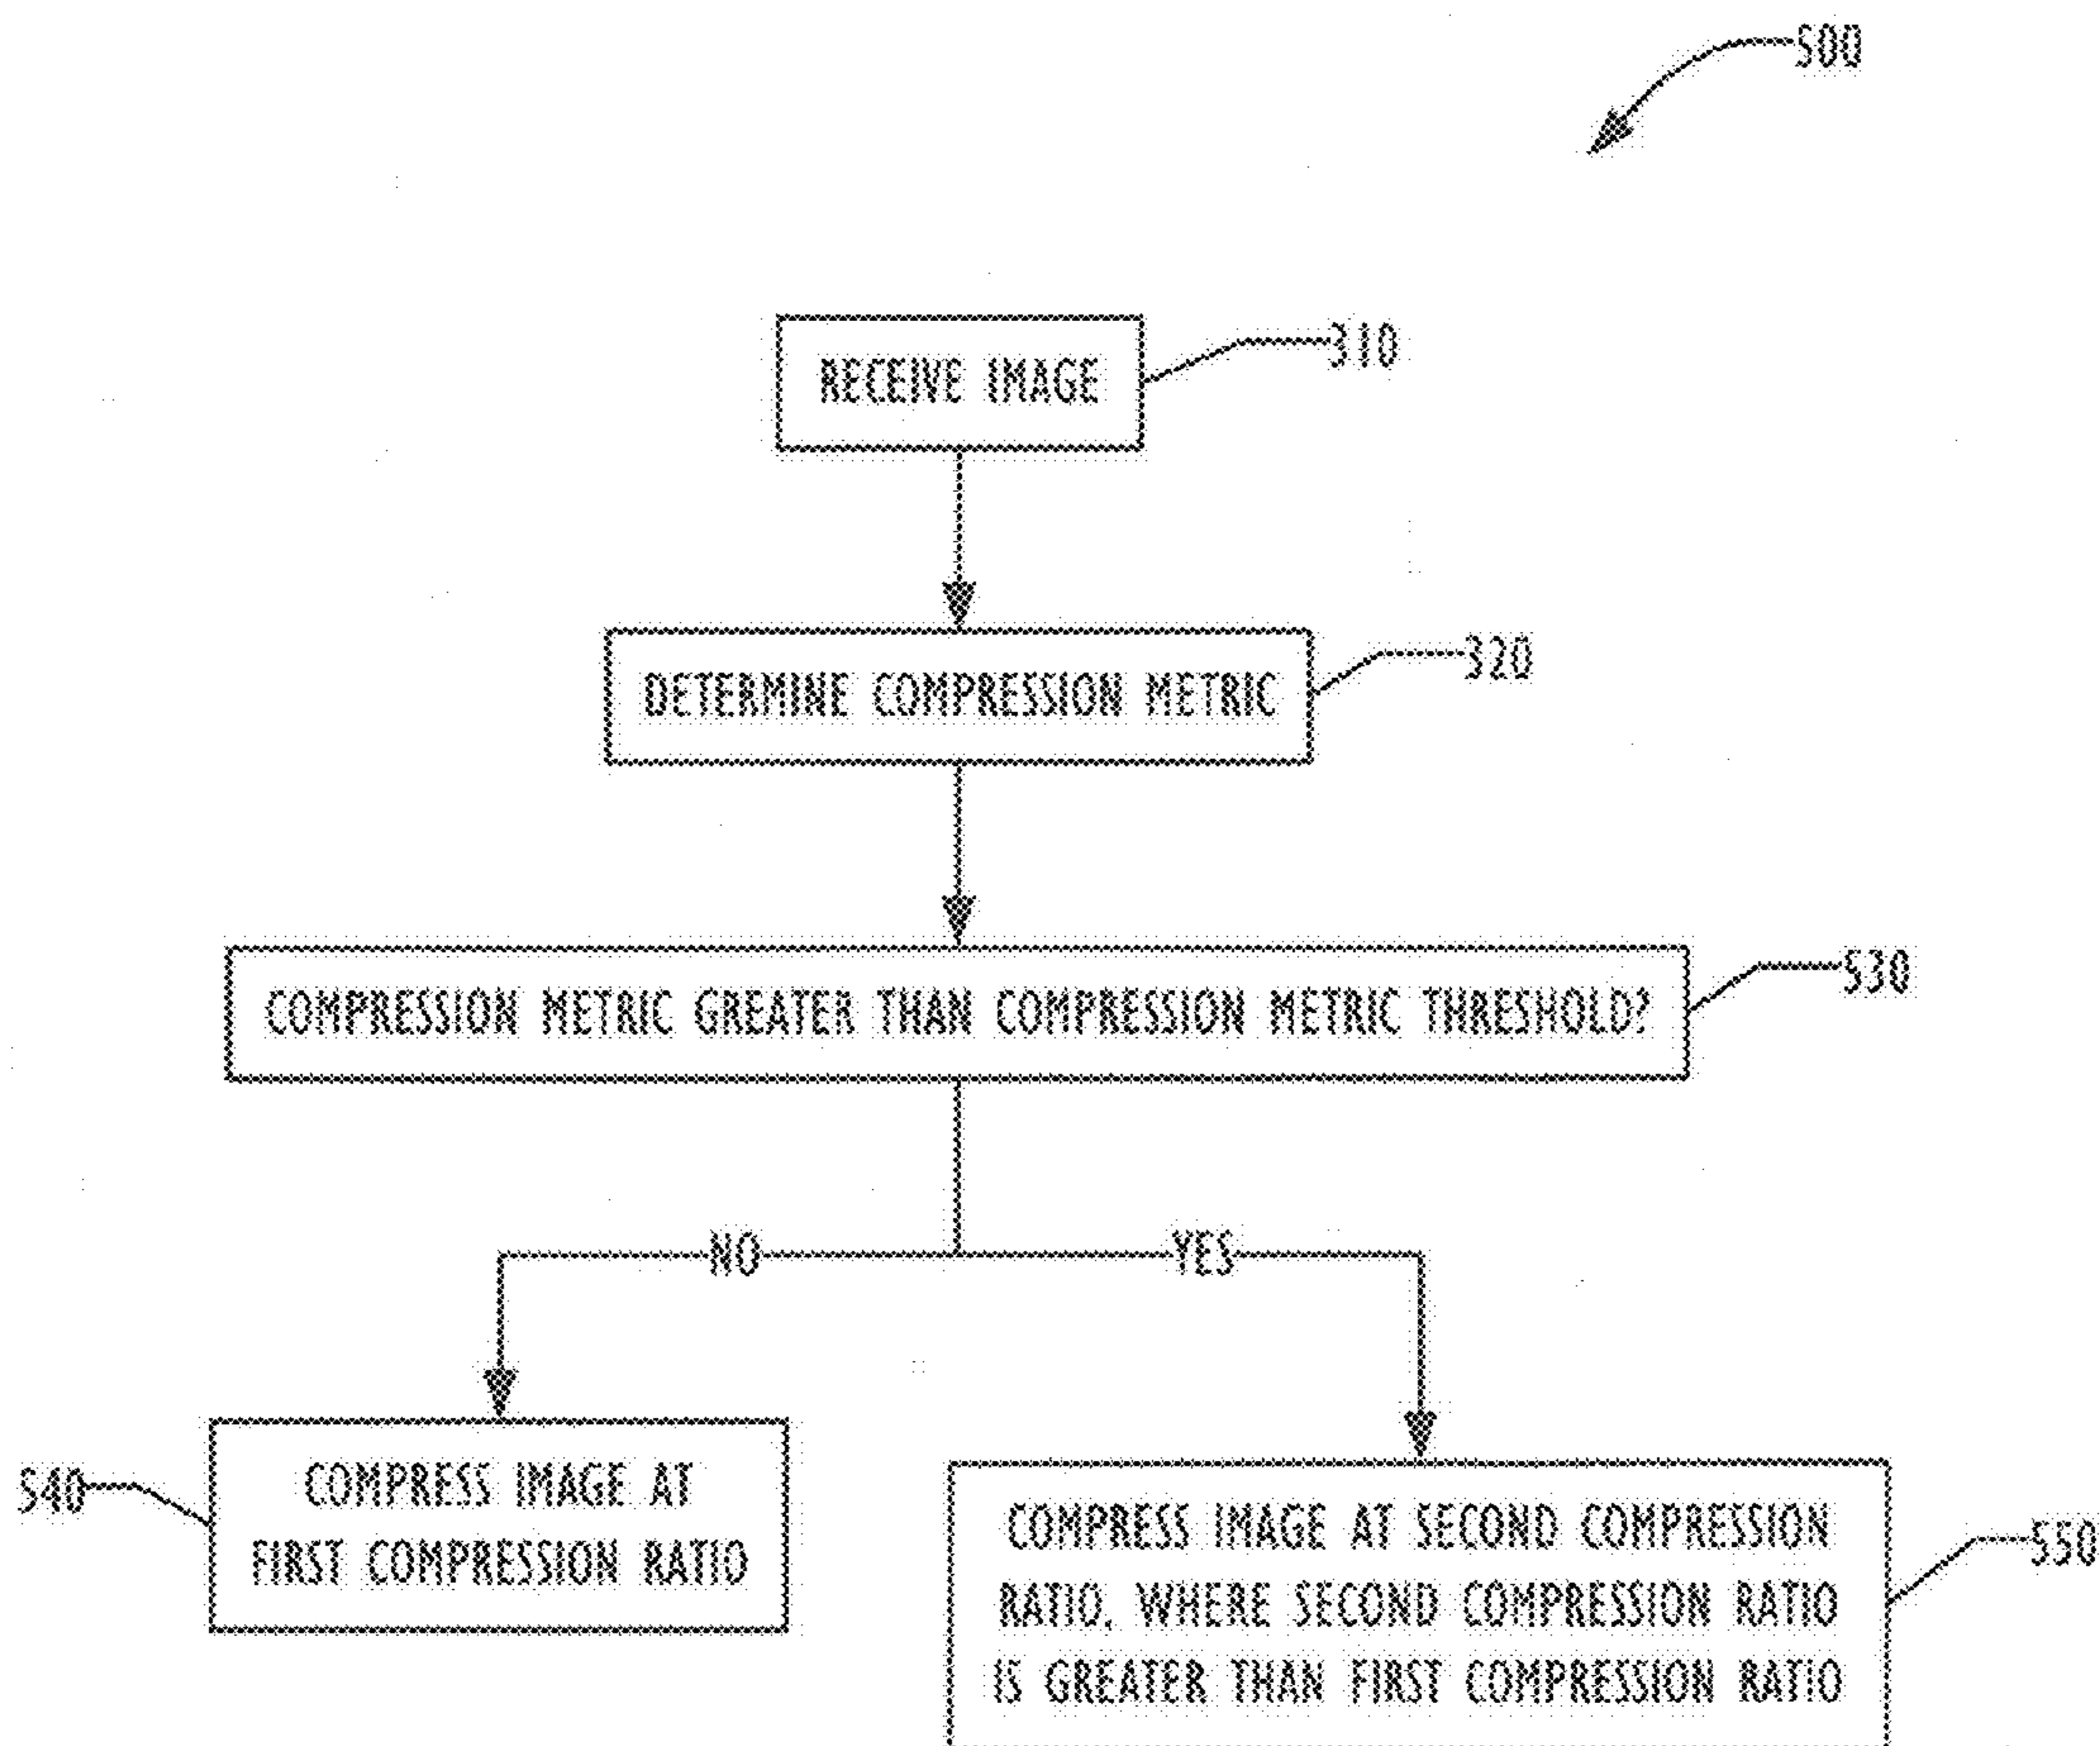 500
RECEIVE IMAGE
310
DETERMINE COMPRESSION METRIC
320
COMPRESSION METRIC GREATER THAN COMPRESSION METRIC THRESHOLD?
530
NO
YES
540
COMPRESS IMAGE AT
FIRST COMPRESSION RATIO
COMPRESS IMAGE AT SECOND COMPRESSION
RATIO, WHERE SECOND COMPRESSION RATIO
IS GREATER THAN FIRST COMPRESSION RATIO
550